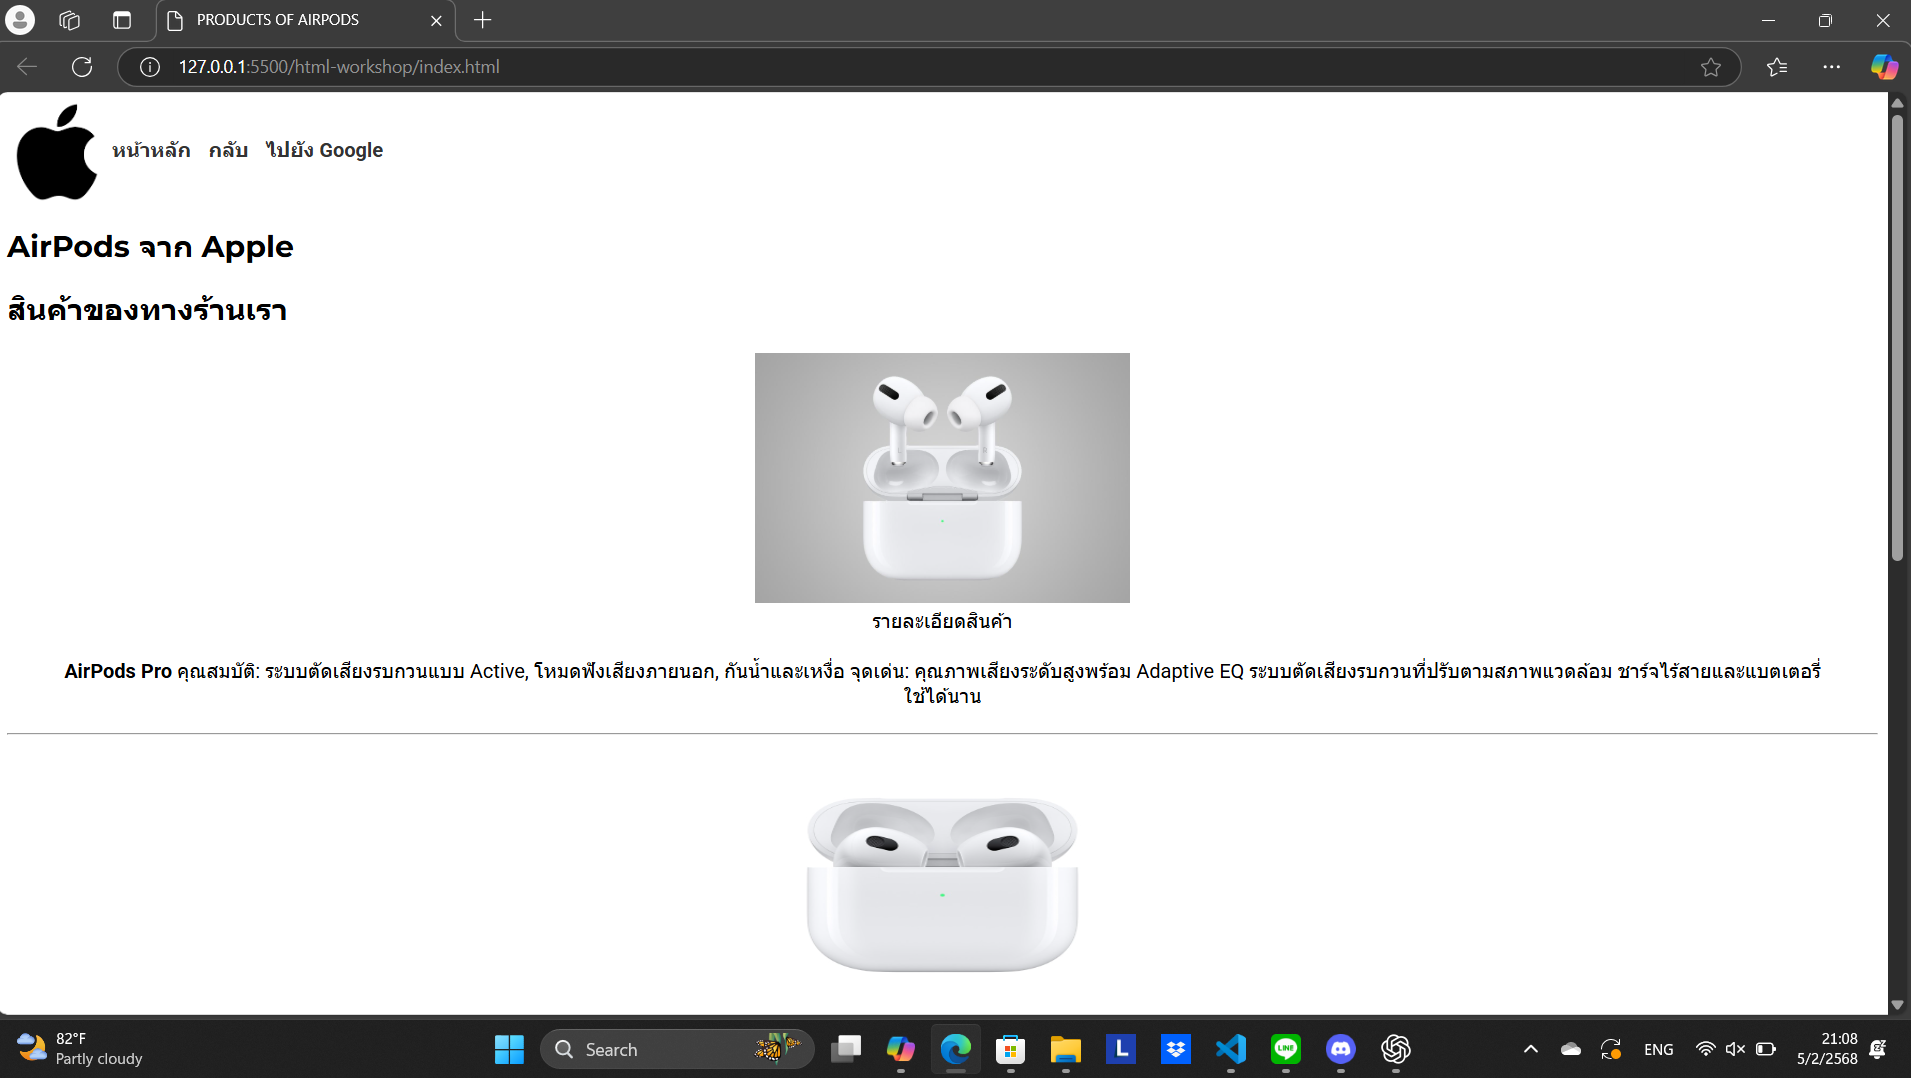 PRODUCTS OF AIRPODS
127.0.0.1:5500/html-workshop/index.html
หน้าหลัก กลับ ไปยัง Google
AirPods จาก Apple
สินค้าของทางร้านเรา
รายละเอียดสินค้า
AirPods Pro คุณสมบัติ: ระบบตัดเสียงรบกวนแบบ Active, โหมดฟังเสียงภายนอก, กันน้ำและเหงื่อ จุดเด่น: คุณภาพเสียงระดับสูงพร้อม Adaptive EQ ระบบตัดเสียงรบกวนที่ปรับตามสภาพแวดล้อม ชาร์จไร้สายและแบตเตอรี่
ใช้ได้นาน
82°F
Partly cloudy
Search
L
LINE
ENG
21:08
5/2/2568